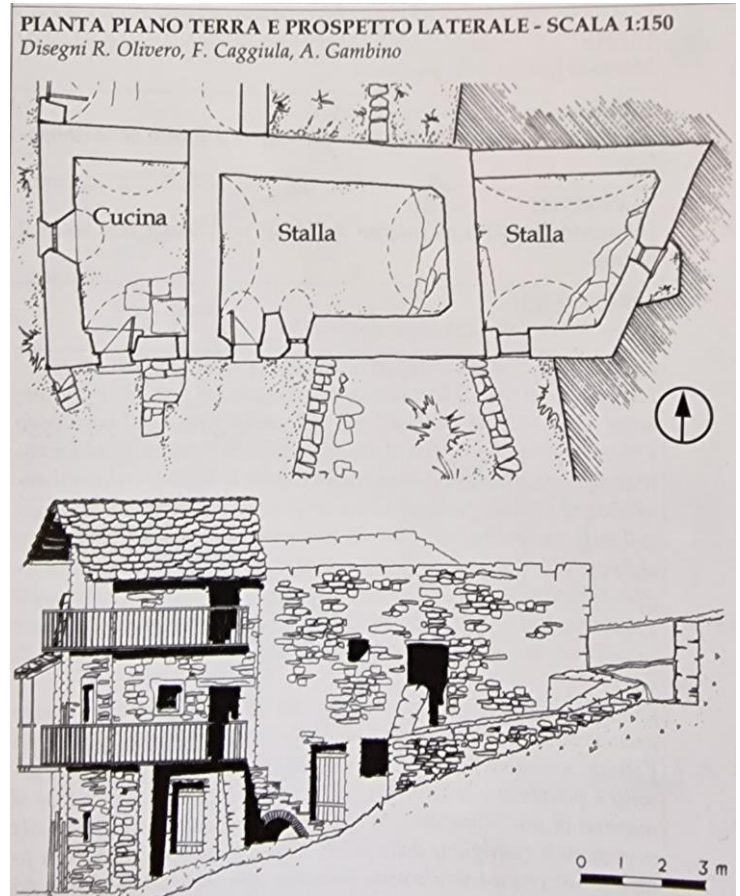 PIANTA PIANO TERRA E PROSPETTO LATERALE - SCALA 1:150
Disegni R. Olivero, F. Caggiula, A. Gambino
Cucina
Stalla
Stalla
0 1 2 3 m